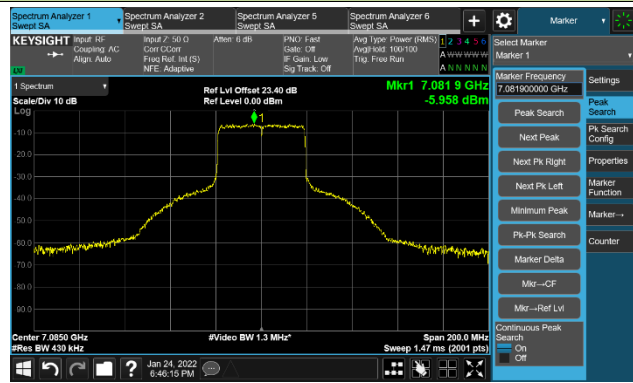 Spectrum Analyzer 1
Swept SA
Spectrum Analyzer 2
Swept SA
Spectrum Analyzer 5
Swept SA
Spectrum Analyzer 6
Swept SA
+
Marker
KEYSIGHT
Input: RF
Coupling: AC
Align: Auto
Input Z: 50 Ω
Corr CCorr
Freq Ref: Int (S)
NFE: Adaptive
Atten: 6 dB
PNO: Fast
Gate: Off
IF Gain: Low
Sig Track: Off
Avg Type: Power (RMS)
Avg|Hold: 100/100
Trig: Free Run
1 2 3 4 5 6
A W W W W W
A N N N N N
Select Marker
Marker 1
1 Spectrum
Scale/Div 10 dB
Log
Ref Lvl Offset 23.40 dB
Ref Level 0.00 dBm
Mkr1 7.081 9 GHz
-5.958 dBm
1
-10.0
-20.0
-30.0
-40.0
-50.0
-60.0
-70.0
-80.0
-90.0
Center 7.0850 GHz
#Res BW 430 kHz
#Video BW 1.3 MHz*
Span 200.0 MHz
Sweep 1.47 ms (2001 pts)
Marker Frequency
7.081900000 GHz
Peak Search
Next Peak
Next Pk Right
Next Pk Left
Minimum Peak
Pk-Pk Search
Marker Delta
Mkr→CF
Mkr→Ref Lvl
Continuous Peak
Search
On
Off
Settings
Peak
Search
Pk Search
Config
Properties
Marker
Function
Marker→
Counter
?
Jan 24, 2022
6:46:15 PM